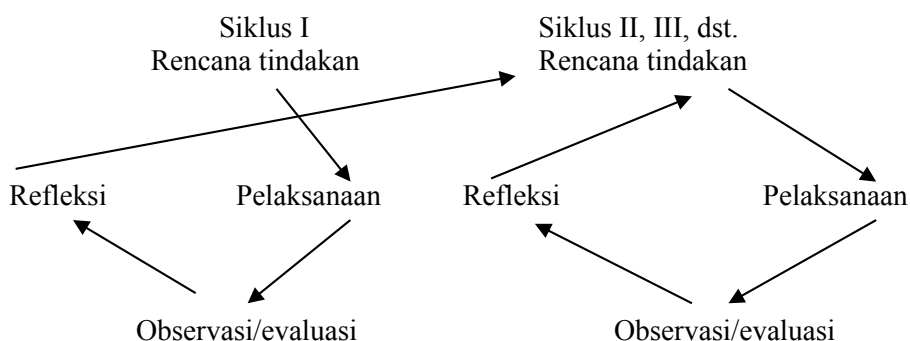 Siklus I
Rencana tindakan
Siklus II, III, dst.
Rencana tindakan
Refleksi
Pelaksanaan
Refleksi
Pelaksanaan
Observasi/evaluasi
Observasi/evaluasi